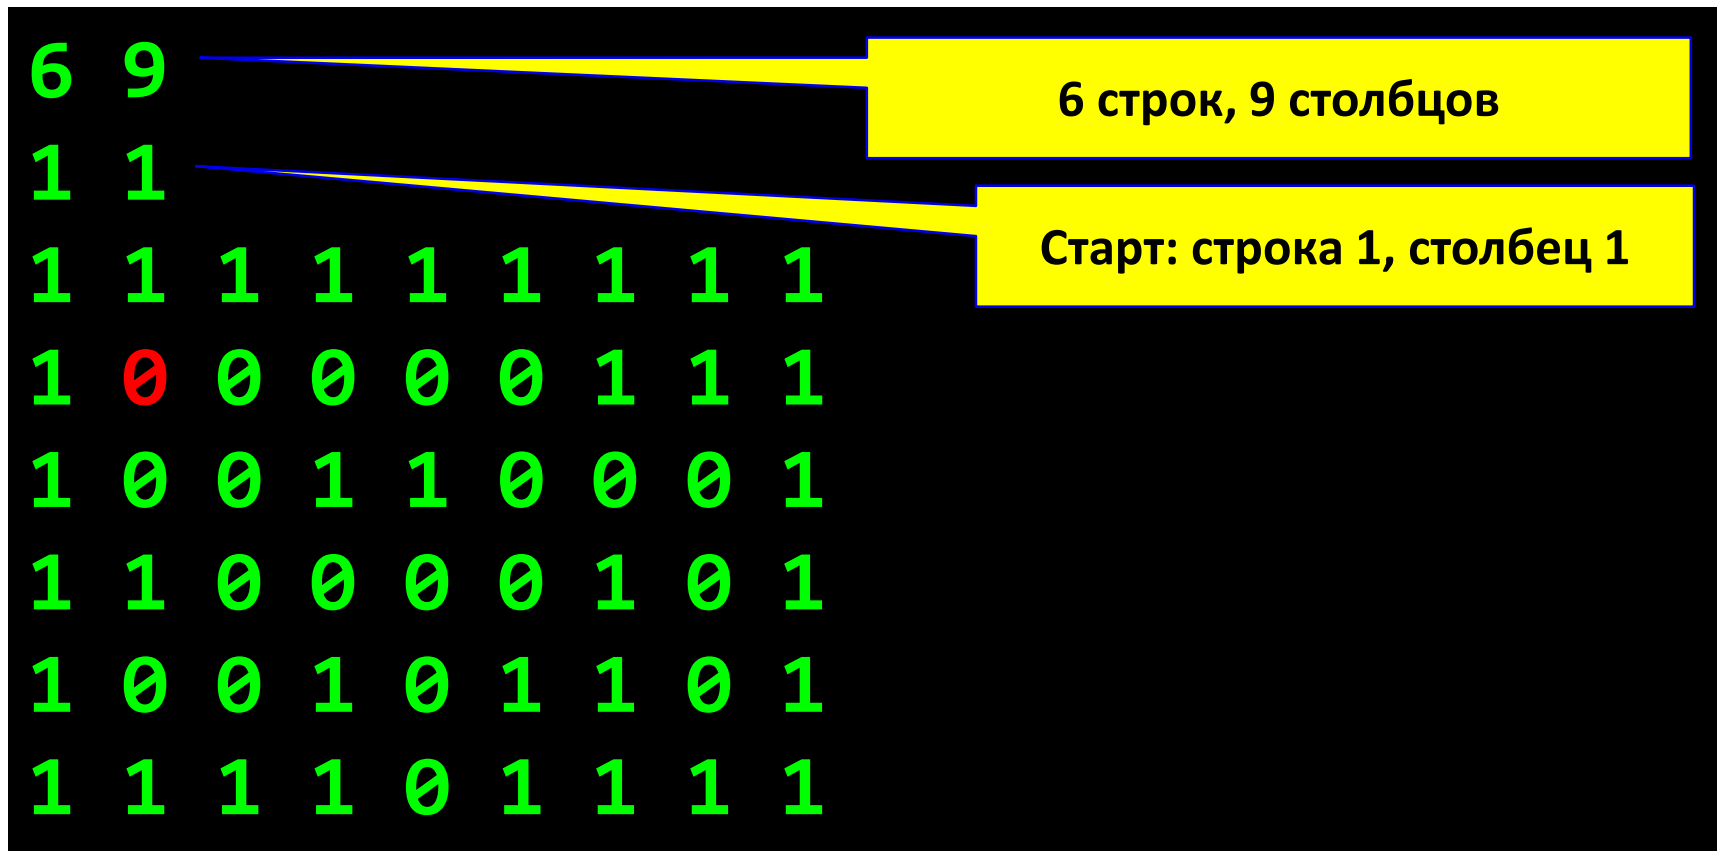 6 9
6 строк, 9 столбцов
1 1
Старт: строка 1, столбец 1
1 1 1 1 1 1 1 1 1
1 0 0 0 0 0 1 1 1
1 0 0 1 1 0 0 0 1
1 1 0 0 0 0 1 0 1
1 0 0 1 0 1 1 0 1
1 1 1 1 0 1 1 1 1